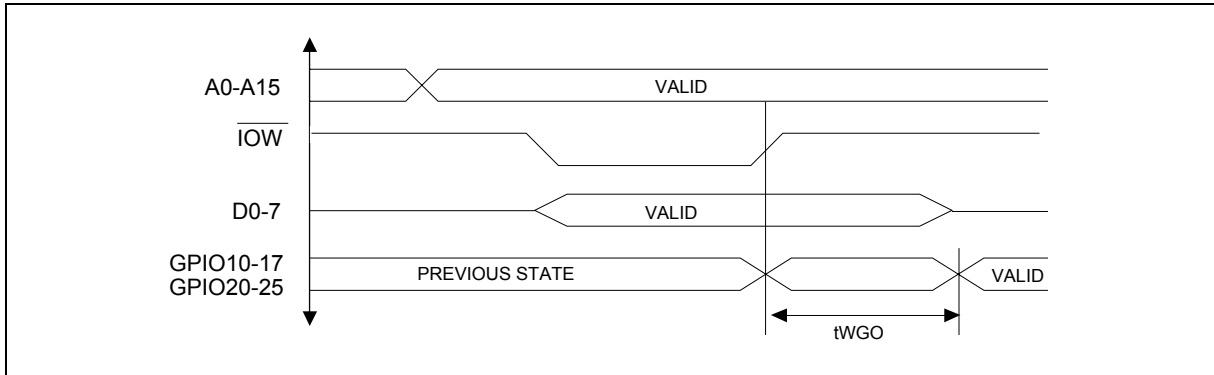 A0-A15
VALID
IOW
D0-7
VALID
GPIO10-17
GPIO20-25
PREVIOUS STATE
VALID
tWGO